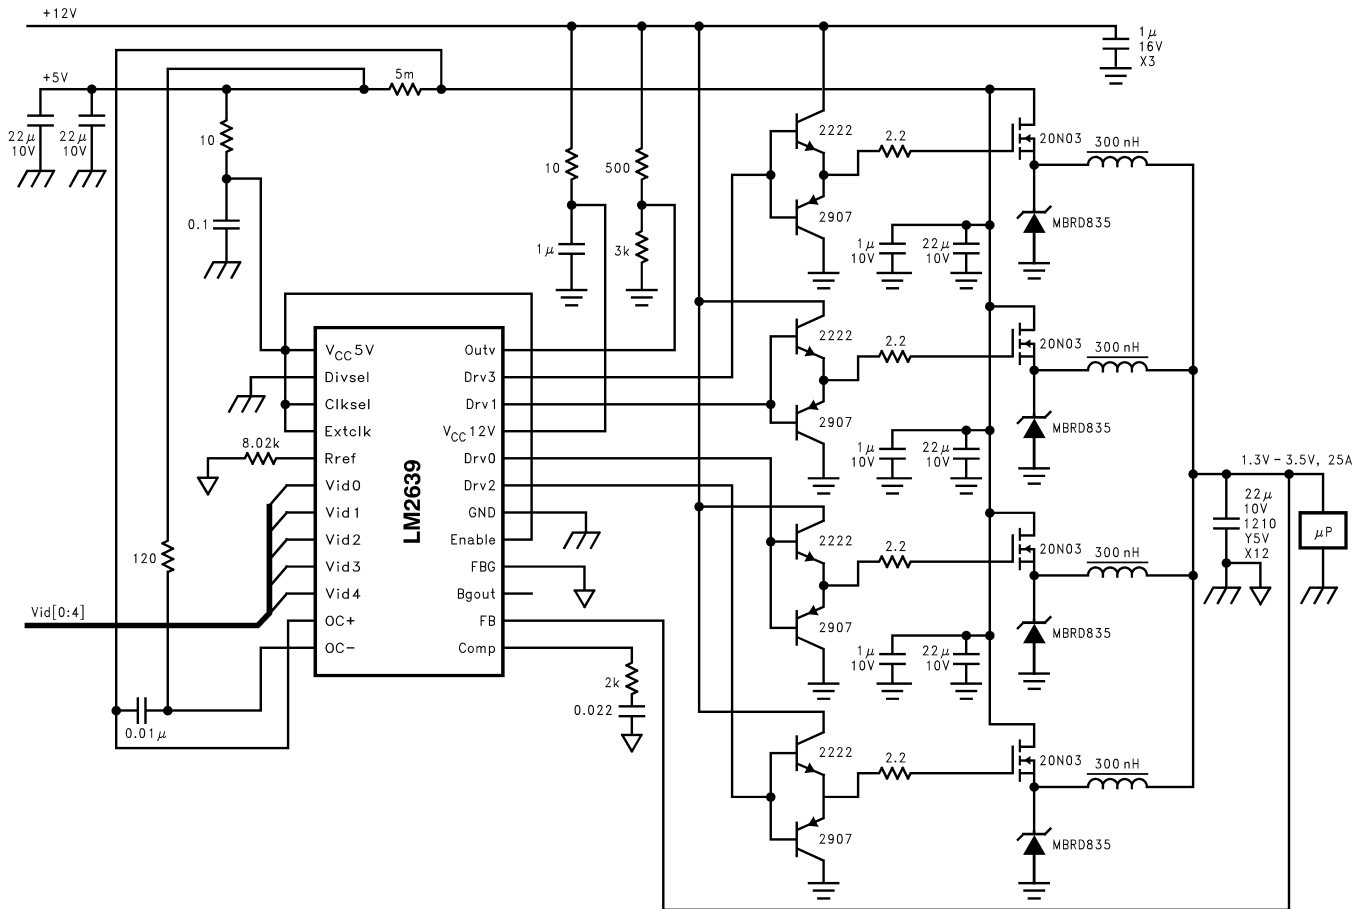 +12V
1μ
16V
X3
+5V
5m
22μ
10V
22μ
10V
10
0.1
10
1μ
500
3k
2222
2907
2.2
20N03
300 nH
MBRD835
1μ
10V
22μ
10V
2222
2907
2.2
20N03
300 nH
MBRD835
1μ
10V
22μ
10V
2222
2907
2.2
20N03
300 nH
MBRD835
1μ
10V
22μ
10V
2222
2907
2.2
20N03
300 nH
MBRD835
LM2639
VCC5V
Divsel
Clksel
Extclk
Rref
Vid0
Vid1
Vid2
Vid3
Vid4
OC+
OC−
Outv
Drv3
Drv1
VCC12V
Drv0
Drv2
GND
Enable
FBG
Bgout
FB
Comp
8.02k
120
Vid[0:4]
0.01μ
2k
0.022
1.3V – 3.5V, 25A
22μ
10V
1210
Y5V
X12
μP